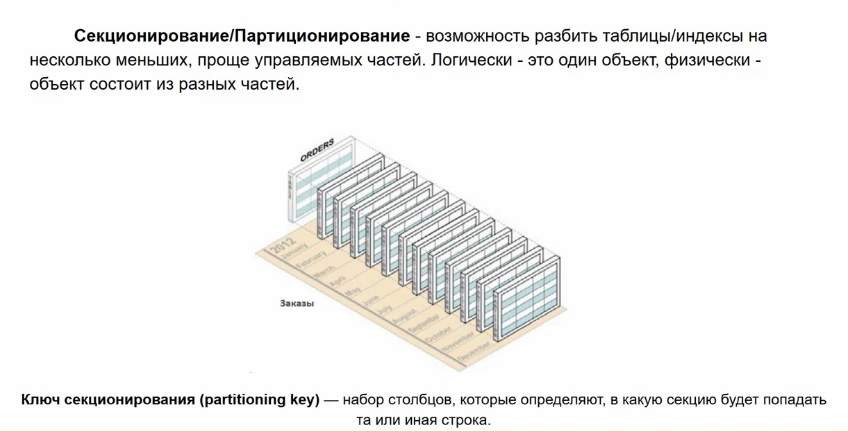 Секционирование/Партиционирование - возможность разбить таблицы/индексы на
несколько меньших, проще управляемых частей. Логически - это один объект, физически -
объект состоит из разных частей.
ORDERS
2012
January
February
March
April
May
June
July
August
September
October
November
December
Заказы
Ключ секционирования (partitioning key) — набор столбцов, которые определяют, в какую секцию будет попадать
та или иная строка.